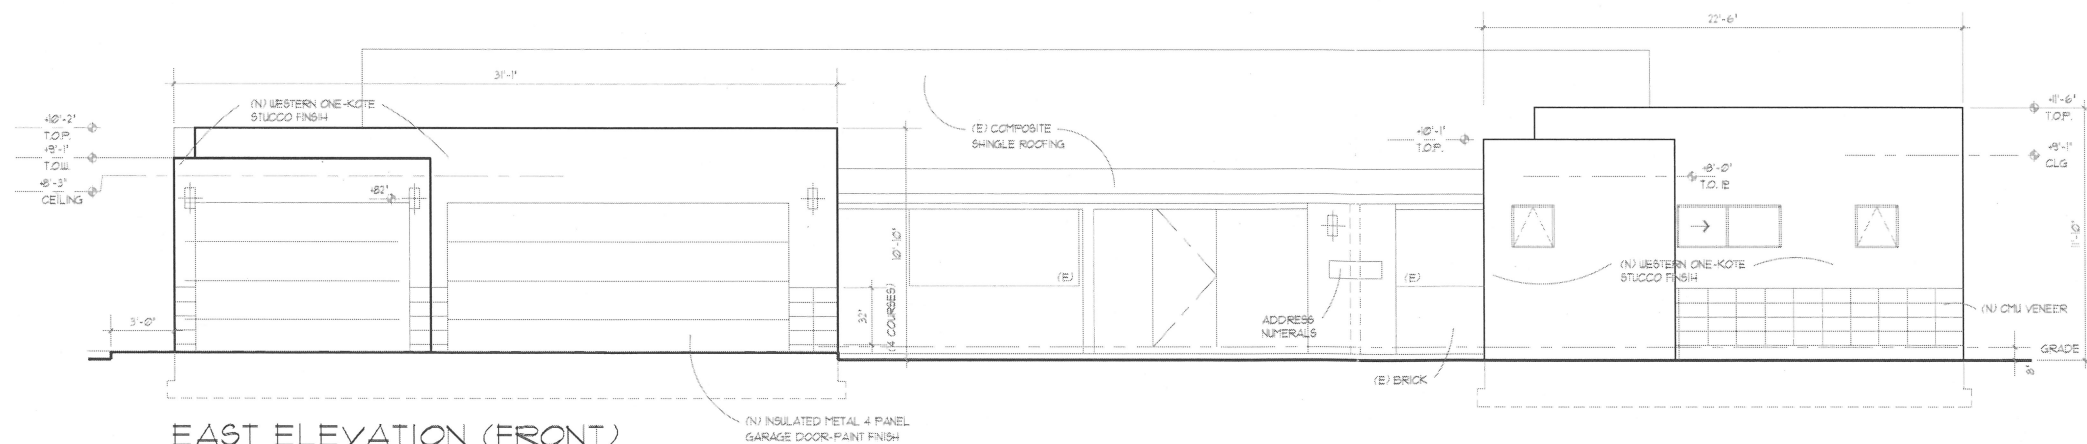 22'-6"
31'-1"
(N) WESTERN ONE-KOTE
STUCCO FINSIH
+10'-2"
T.O.P.
+9'-1"
T.O.W.
+8'-3"
CEILING
+82"
(E) COMPOSITE
SHINGLE ROOFING
+10'-1"
T.O.P.
+11'-6"
T.O.P.
+9'-1"
CLG
+8'-0"
T.O. P.
10'-10"
11'-10"
(E)
(E)
(N) WESTERN ONE-KOTE
STUCCO FINSIH
3'-0"
32"
(4 COURSES)
ADDRESS
NUMERALS
(N) CMU VENEER
GRADE
8"
(E) BRICK
(N) INSULATED METAL 4 PANEL
GARAGE DOOR-PAINT FINISH
EAST ELEVATION (FRONT)